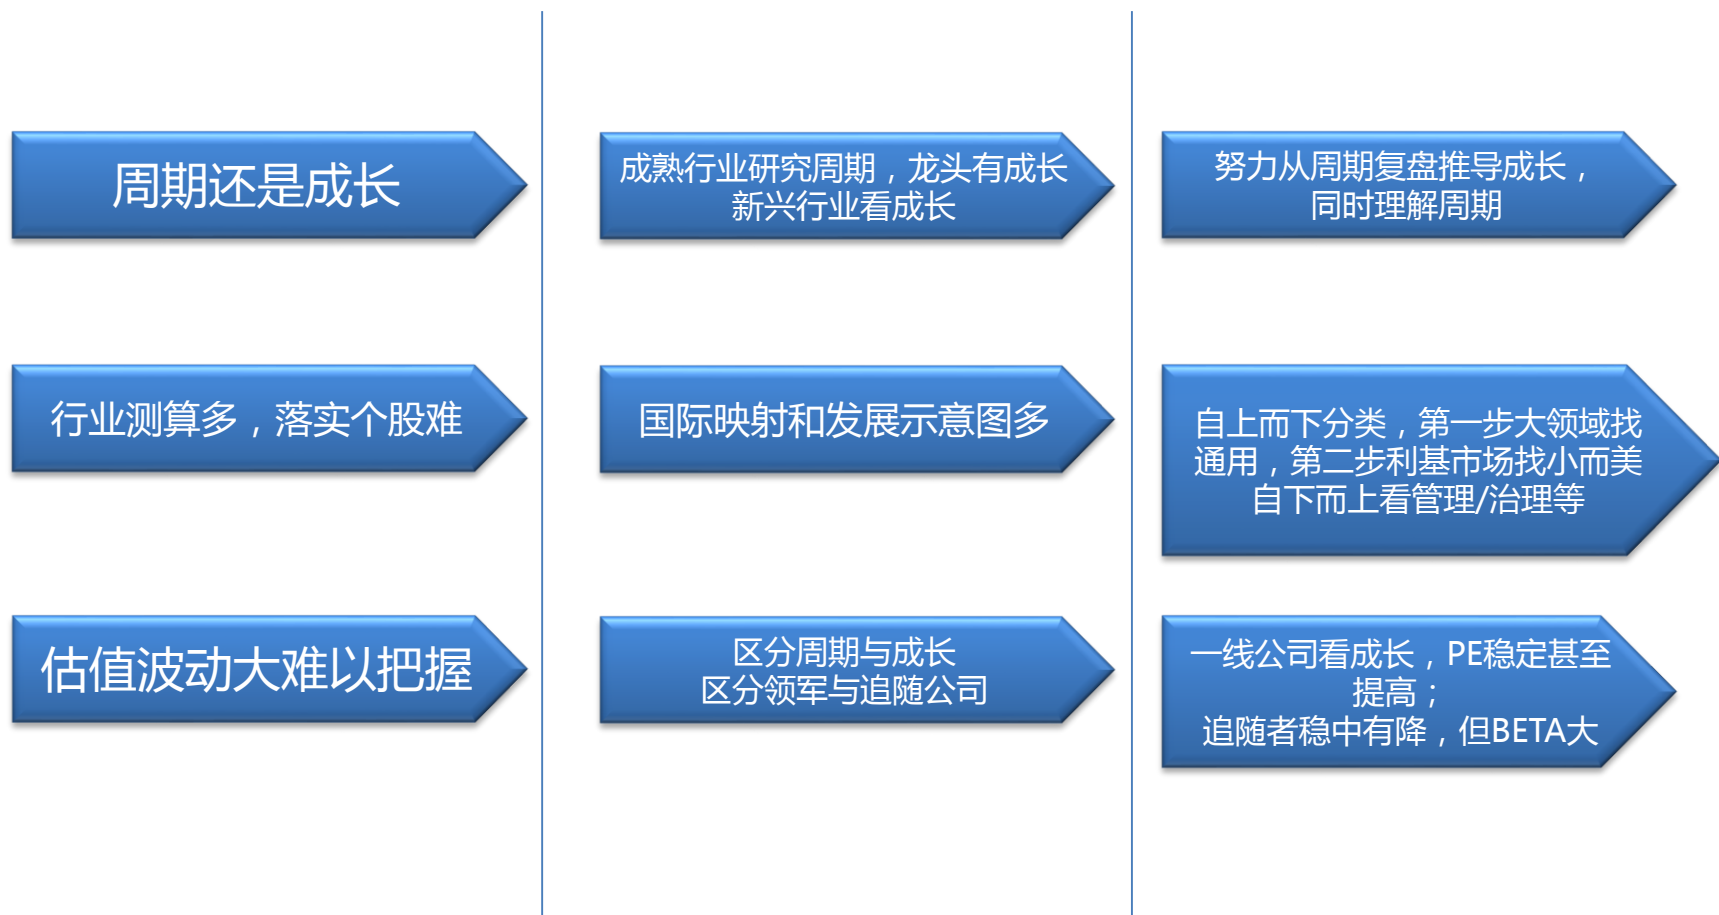 周期还是成长
成熟行业研究周期，龙头有成长
新兴行业看成长
努力从周期复盘推导成长，
同时理解周期
行业测算多，落实个股难
国际映射和发展示意图多
自上而下分类，第一步大领域找
通用，第二步利基市场找小而美
自下而上看管理/治理等
估值波动大难以把握
区分周期与成长
区分领军与追随公司
一线公司看成长，PE稳定甚至
提高；
追随者稳中有降，但BETA大